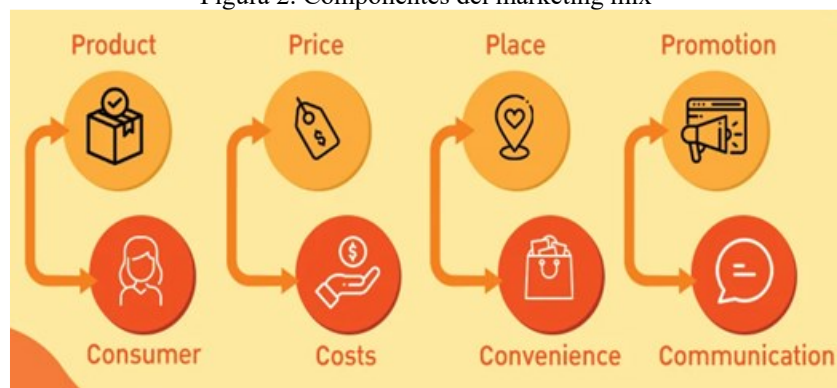 Figura 2. Componentes del marketing mix
Product Price Place Promotion
$
$
Consumer Costs Convenience Communication